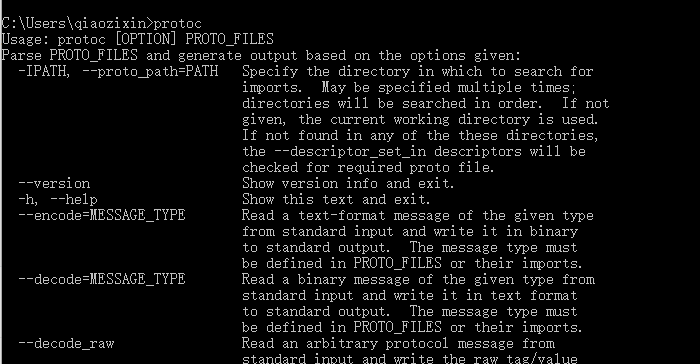 C:\Users\qiaozixin>protoc
Usage: protoc [OPTION] PROTO_FILES
Parse PROTO_FILES and generate output based on the options given:
  -IPATH, --proto_path=PATH   Specify the directory in which to search for
                              imports.  May be specified multiple times;
                              directories will be searched in order.  If not
                              given, the current working directory is used.
                              If not found in any of the these directories,
                              the --descriptor_set_in descriptors will be
                              checked for required proto file.
  --version                   Show version info and exit.
  -h, --help                  Show this text and exit.
  --encode=MESSAGE_TYPE       Read a text-format message of the given type
                              from standard input and write it in binary
                              to standard output.  The message type must
                              be defined in PROTO_FILES or their imports.
  --decode=MESSAGE_TYPE       Read a binary message of the given type from
                              standard input and write it in text format
                              to standard output.  The message type must
                              be defined in PROTO_FILES or their imports.
  --decode_raw                Read an arbitrary protocol message from
                              standard input and write the raw tag/value